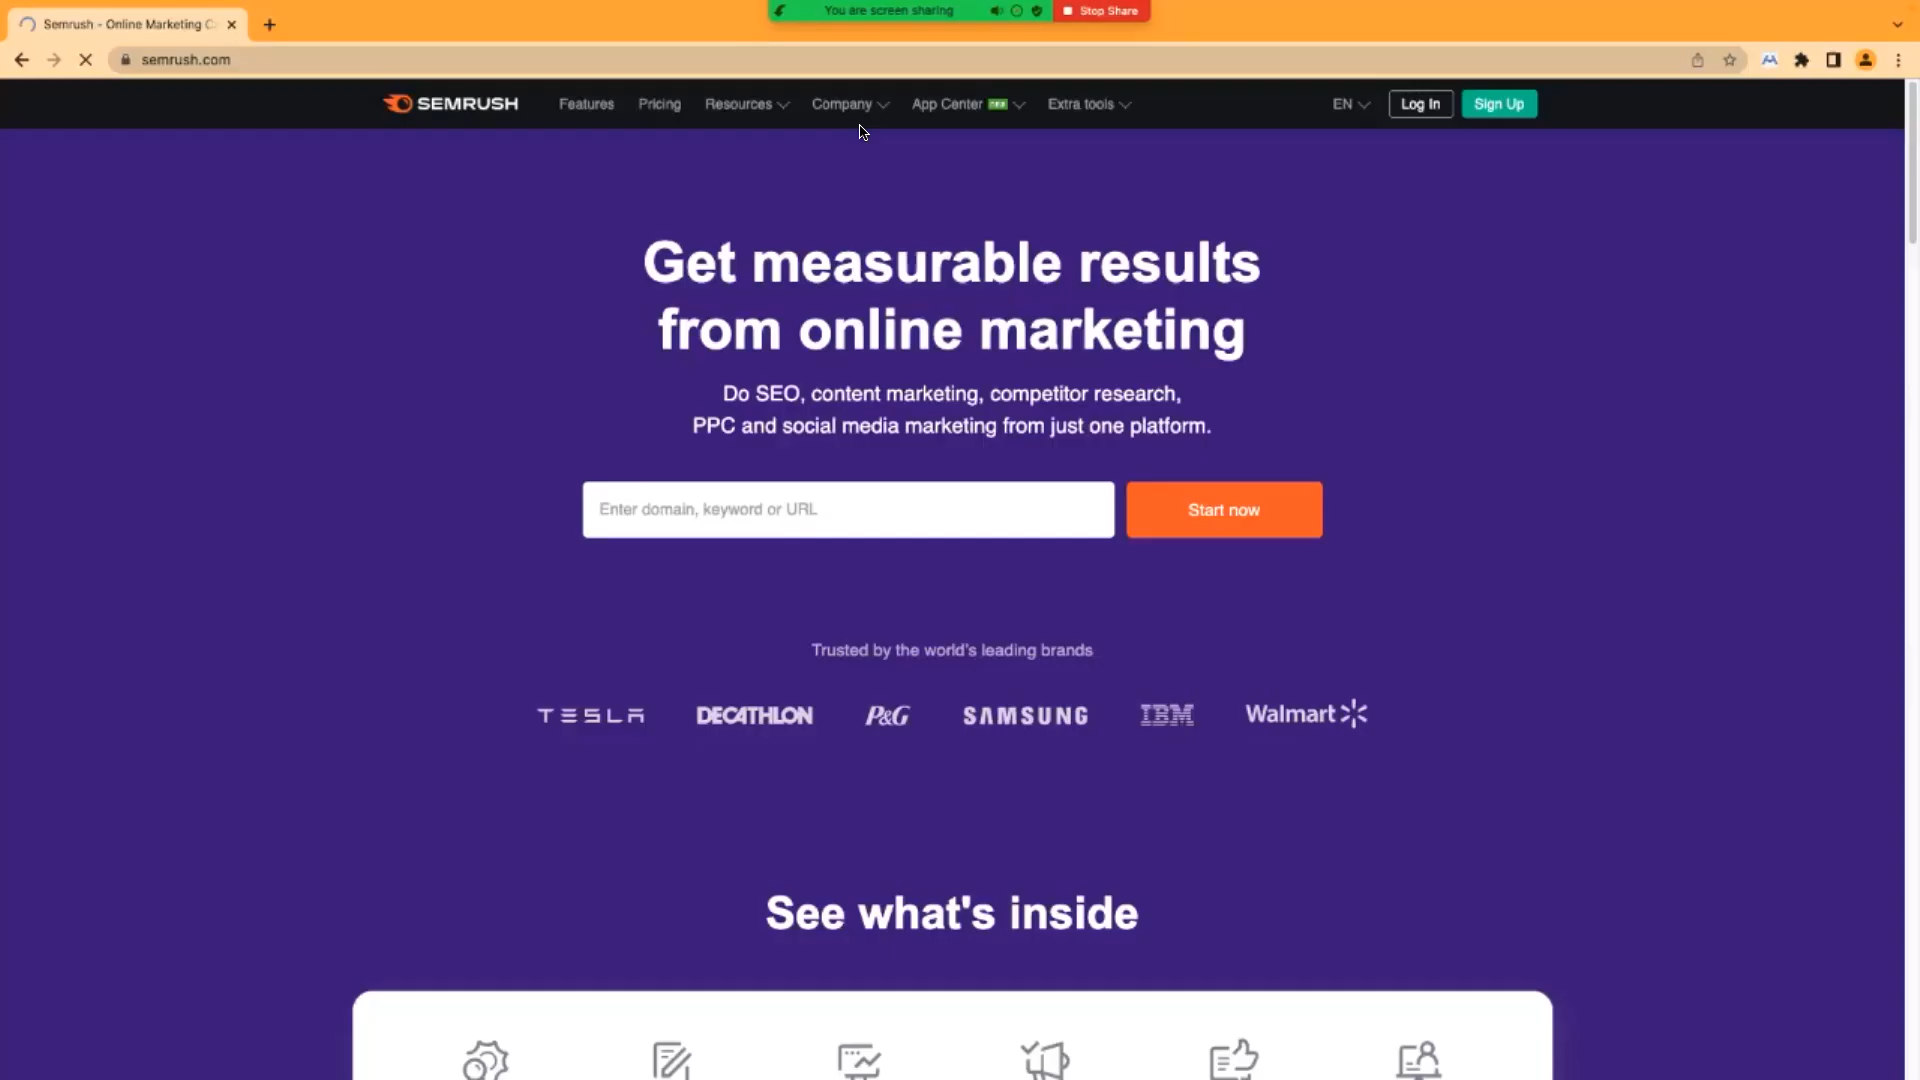 Semrush - Online Marketing C
You are screen sharing
Stop Share
semrush.com
SEMRUSH
Features
Pricing
Resources
Company
App Center
Extra tools
EN
Log In
Sign Up
Get measurable results
from online marketing
Do SEO, content marketing, competitor research,
PPC and social media marketing from just one platform.
Enter domain, keyword or URL
Start now
Trusted by the world's leading brands
TESLA
DECATHLON
P&G
SAMSUNG
IBM
Walmart
See what's inside